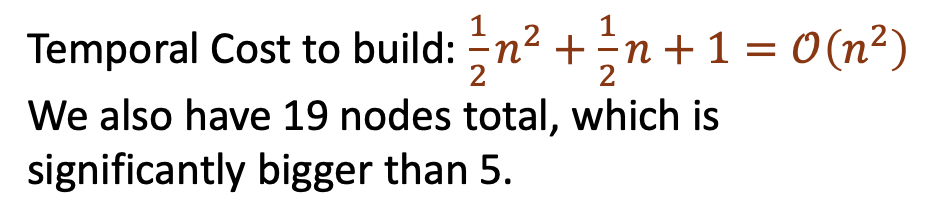 Temporal Cost to build: ½n² + ½n + 1 = 𝒪(n²)
We also have 19 nodes total, which is
significantly bigger than 5.